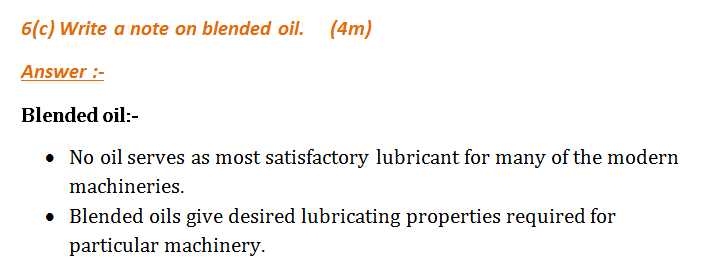 6(c) Write a note on blended oil. (4m)
Answer :-
Blended oil:-
• No oil serves as most satisfactory lubricant for many of the modern
machineries.
• Blended oils give desired lubricating properties required for
particular machinery.